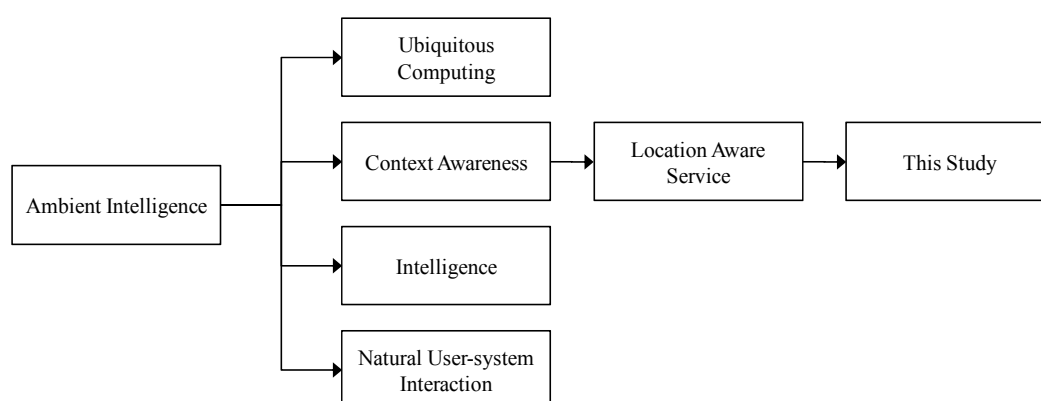 Ubiquitous
Computing
Context Awareness
Location Aware
Service
This Study
Ambient Intelligence
Intelligence
Natural User-system
Interaction